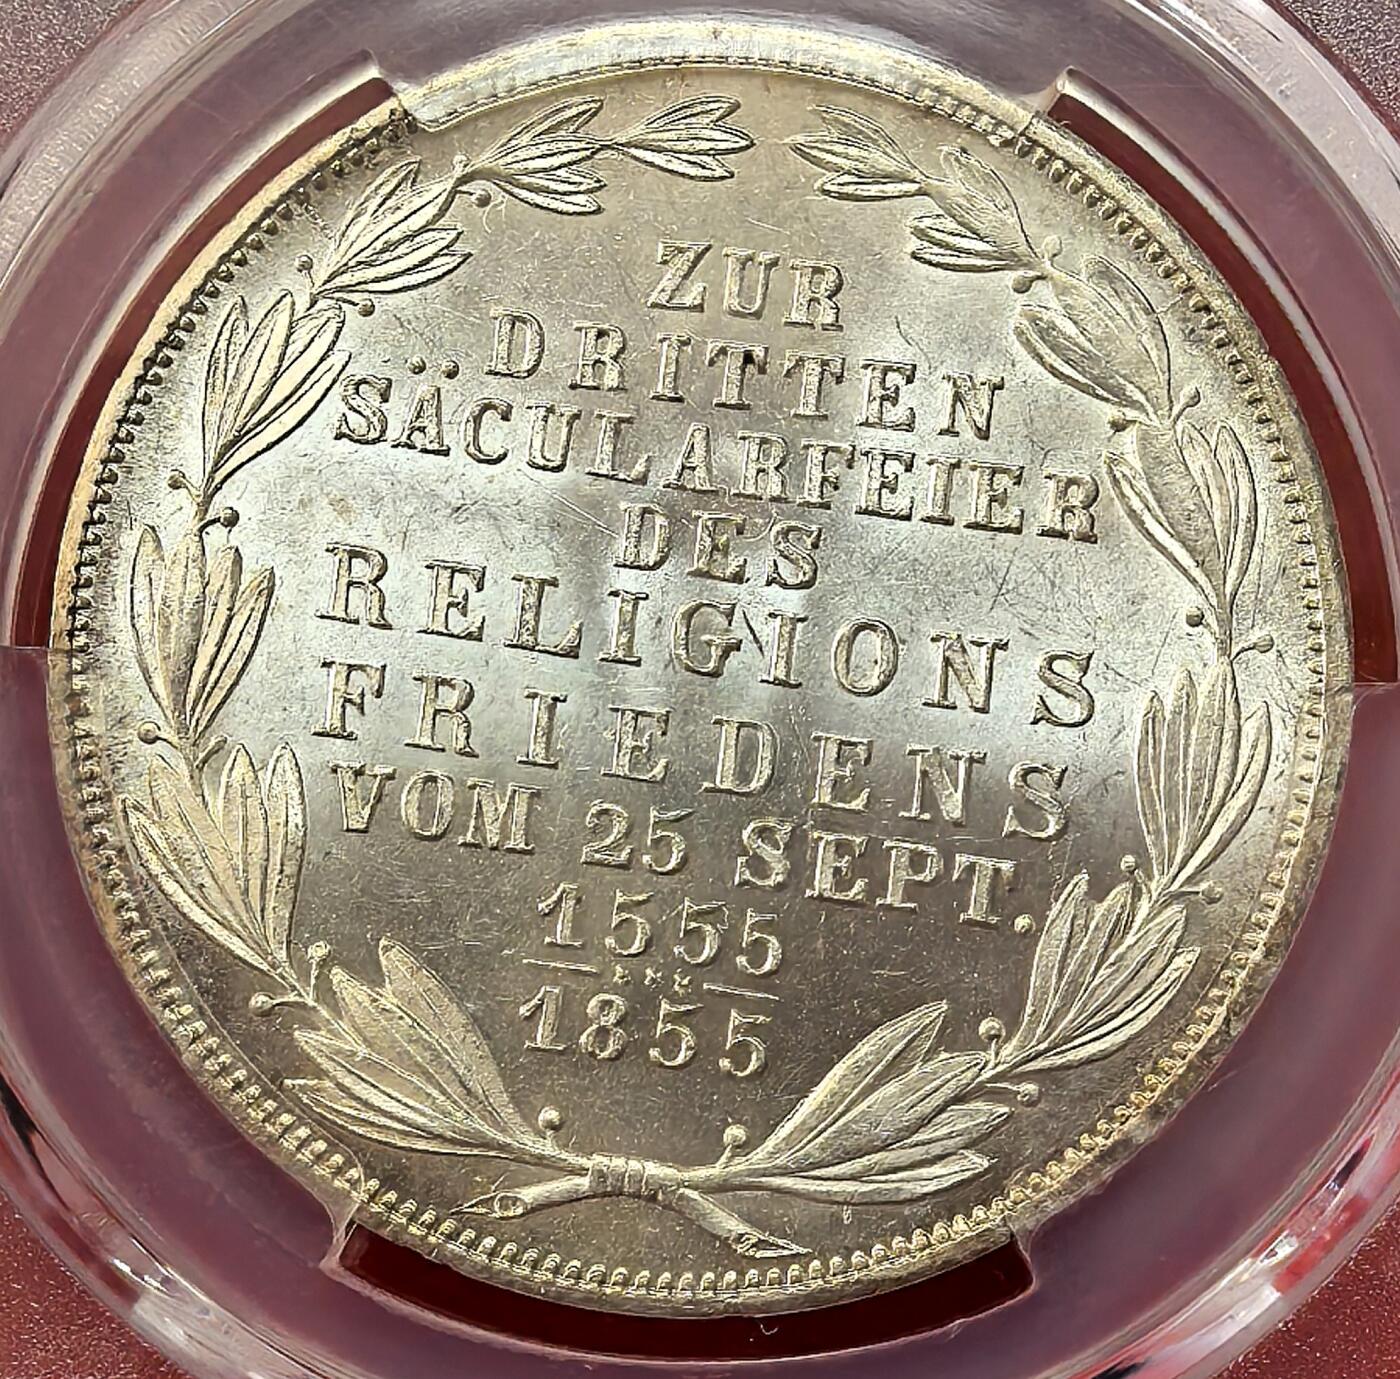 ZUR
DRITTEN
SÄCULARFEIER
DES
RELIGIONS
FRIEDENS
VOM 25 SEPT.
1555
1855